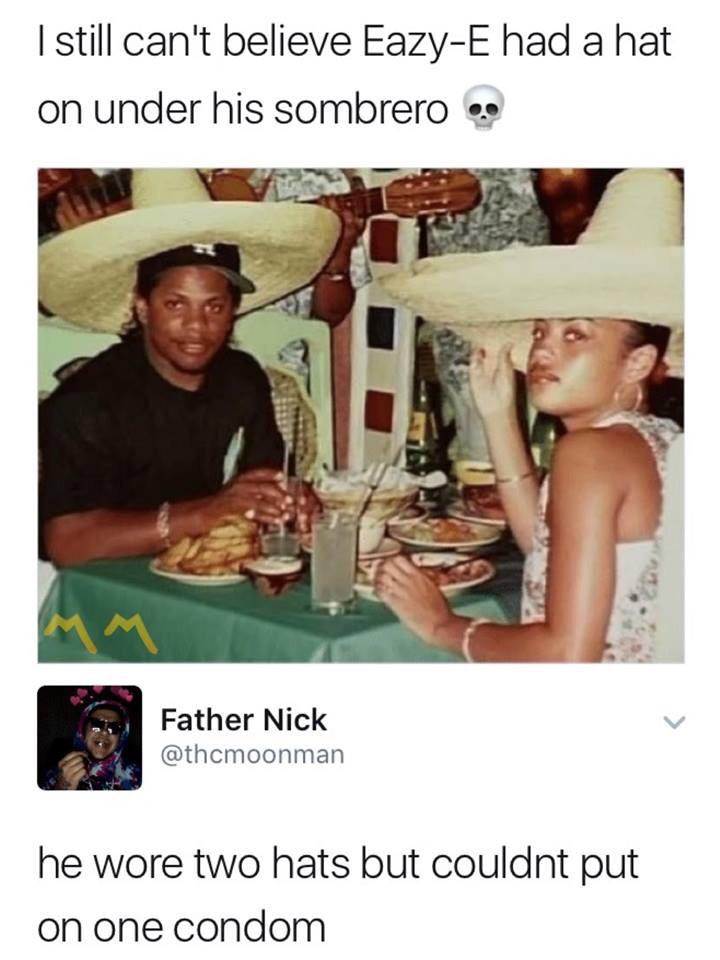 I still can't believe Eazy-E had a hat
on under his sombrero 💀
MM
Father Nick
@thcmoonman
he wore two hats but couldnt put
on one condom